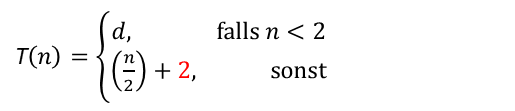 T(n) = { d, falls n < 2
(n/2) + 2, sonst